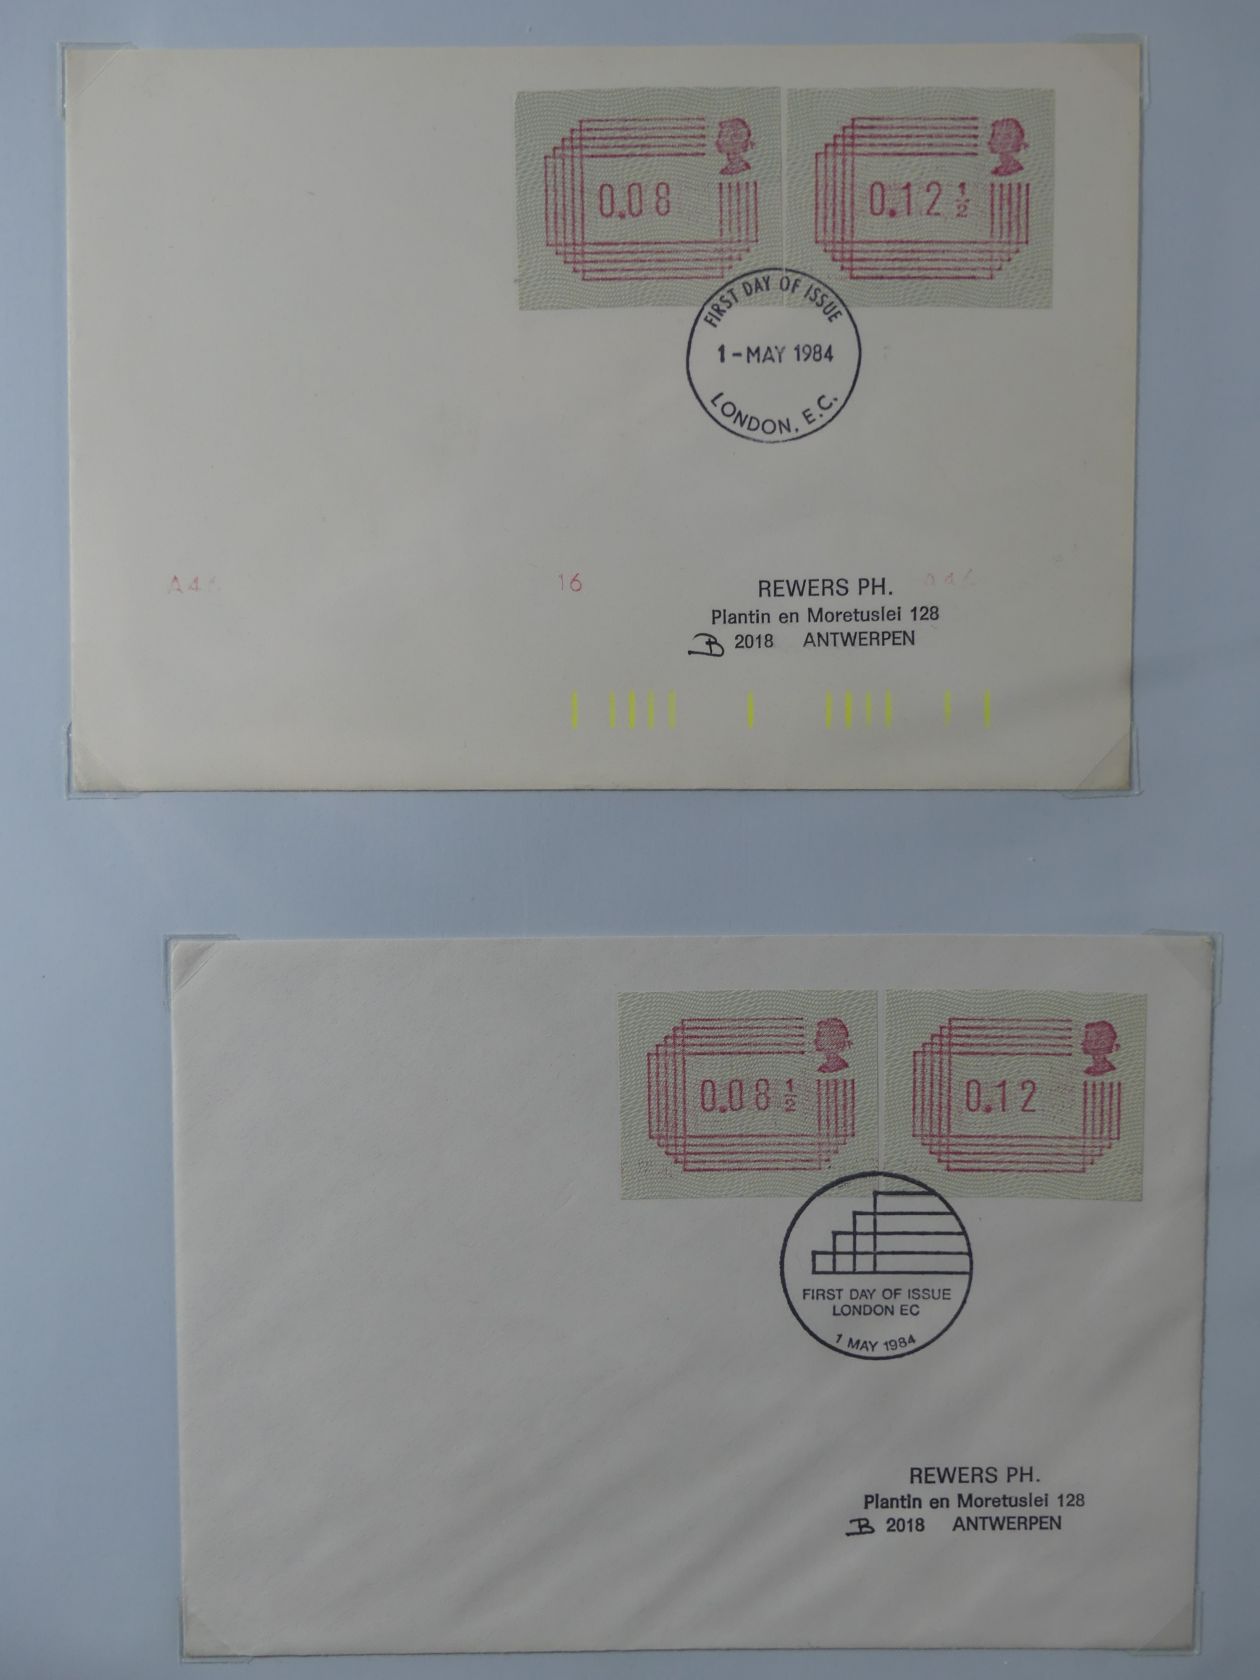 0.08 0.12 ½
FIRST DAY OF ISSUE
1-MAY 1984
LONDON, E.C.
16
REWERS PH.
Plantin en Moretuslei 128
B 2018 ANTWERPEN
0.08 ½ 0.12
FIRST DAY OF ISSUE
LONDON EC
1 MAY 1984
REWERS PH.
Plantin en Moretuslei 128
B 2018 ANTWERPEN